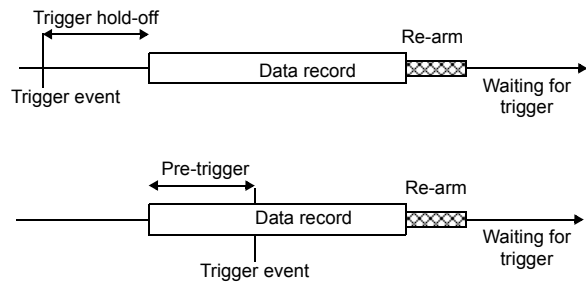 Trigger hold-off
Re-arm
Data record
Trigger event
Waiting for
trigger
Pre-trigger
Re-arm
Data record
Waiting for
trigger
Trigger event